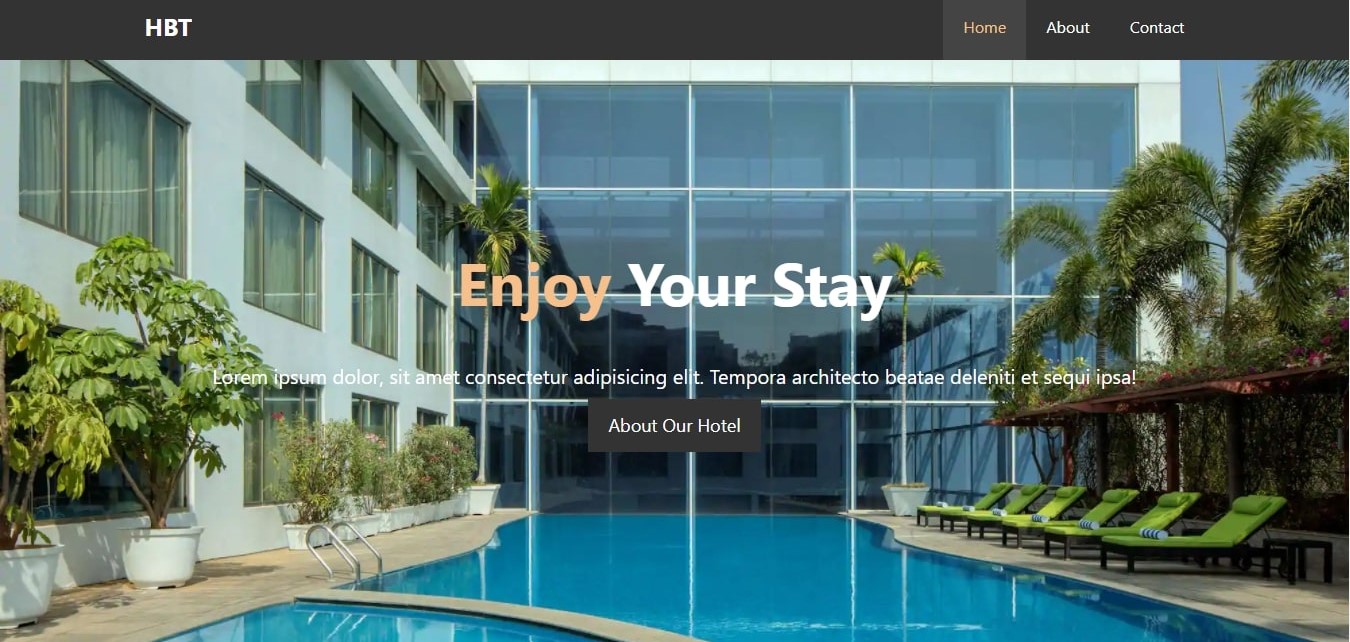 HBT
Home
About
Contact
Enjoy Your Stay
Lorem ipsum dolor, sit amet consectetur adipisicing elit. Tempora architecto beatae deleniti et sequi ipsa!
About Our Hotel